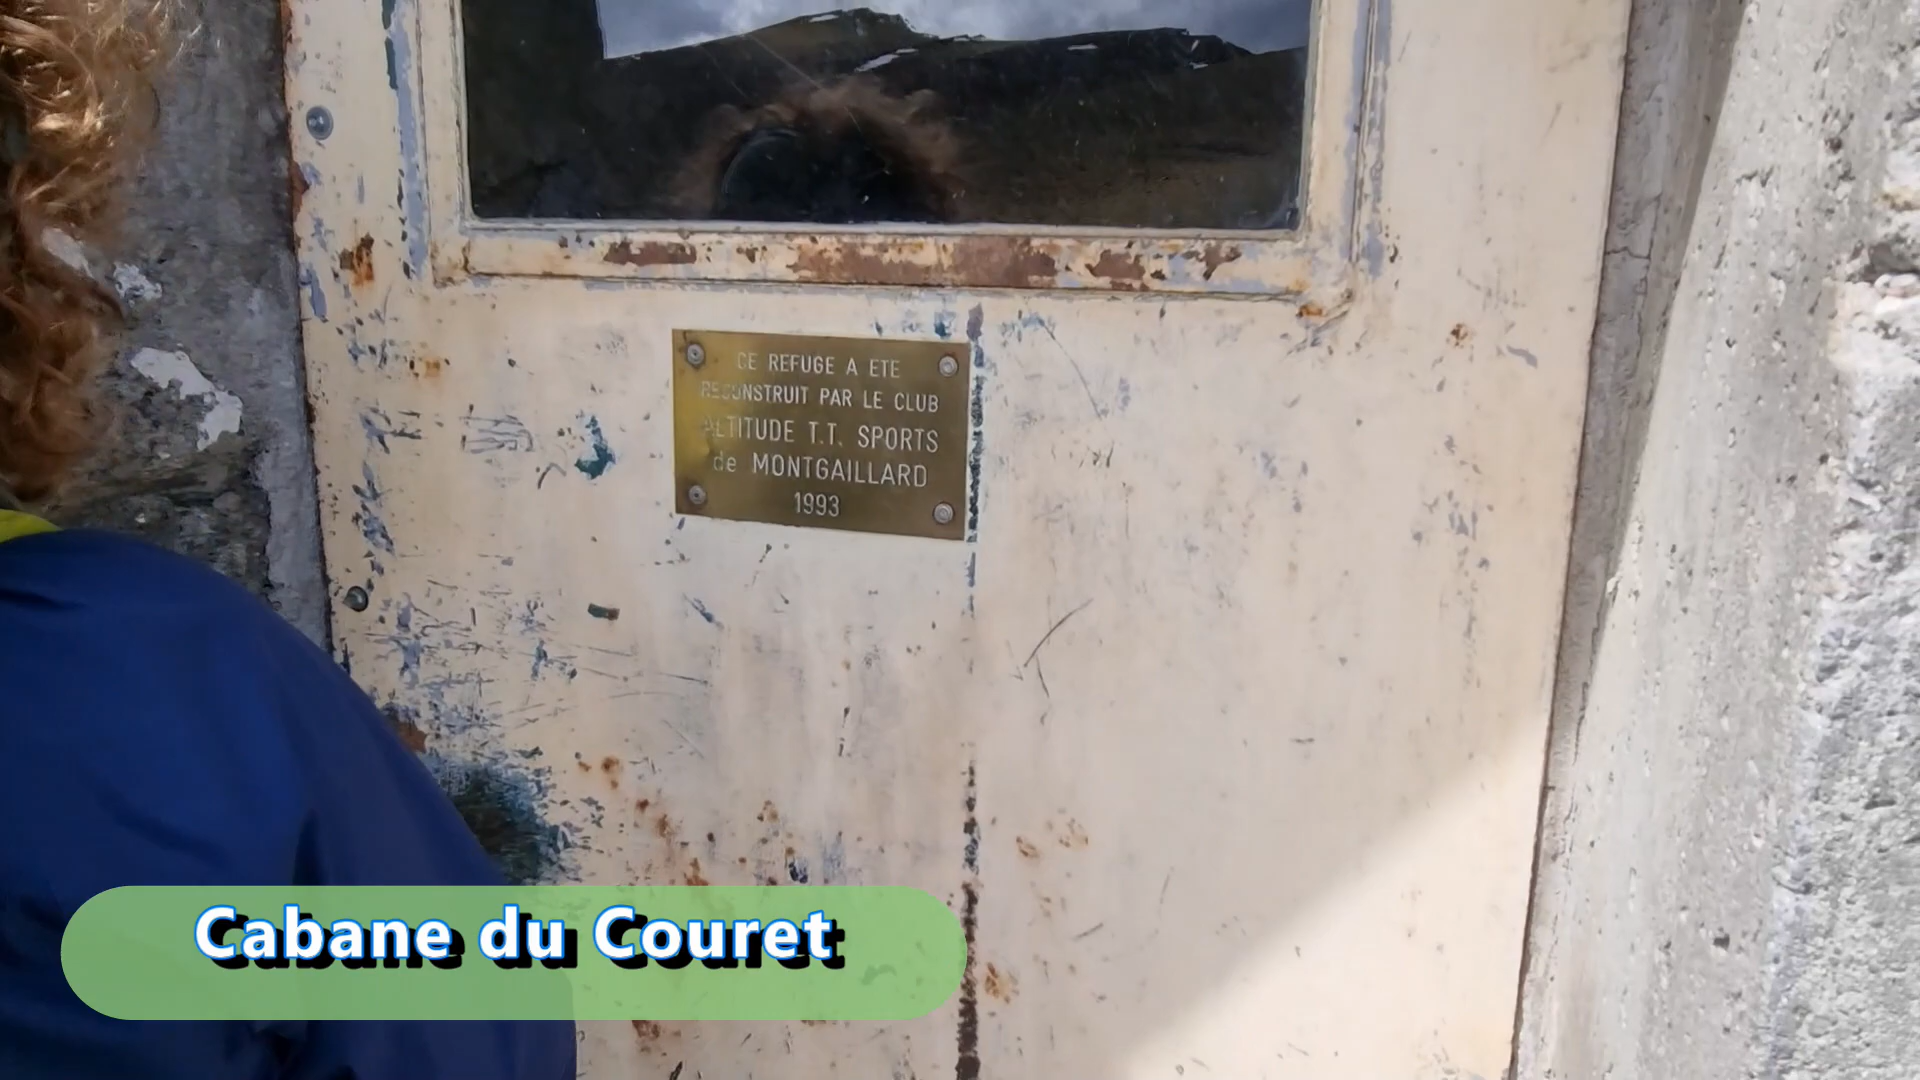 CE REFUGE A ETE
RECONSTRUIT PAR LE CLUB
ALTITUDE T.T. SPORTS
de MONTGAILLARD
1993
Cabane du Couret